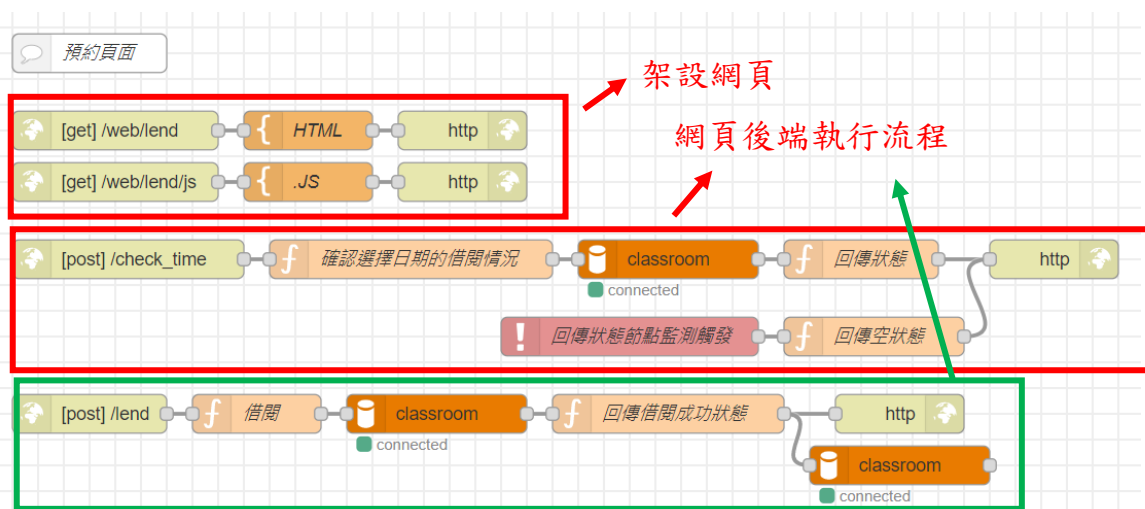 預約頁面
架設網頁
[get] /web/lend
HTML
http
網頁後端執行流程
[get] /web/lend/js
.JS
http
[post] /check_time
確認選擇日期的借閱情況
classroom
回傳狀態
http
connected
回傳狀態節點監測觸發
回傳空狀態
[post] /lend
借閱
classroom
回傳借閱成功狀態
http
connected
classroom
connected